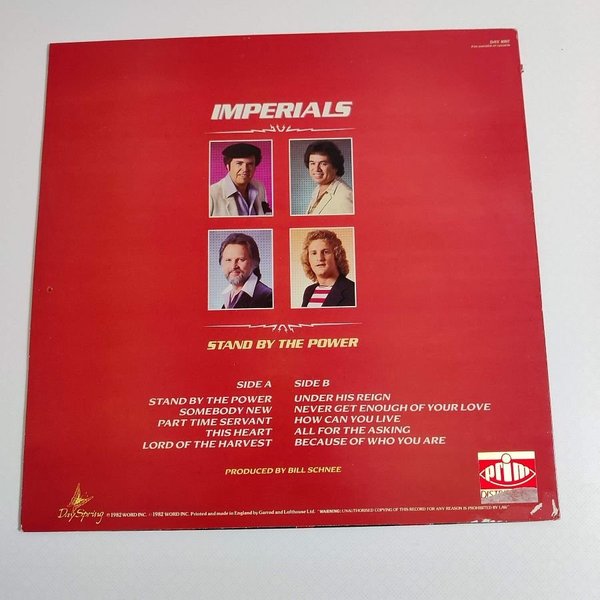 IMPERIALS
STAND BY THE POWER
SIDE A
STAND BY THE POWER
SOMEBODY NEW
PART TIME SERVANT
THIS HEART
LORD OF THE HARVEST
SIDE B
UNDER HIS REIGN
NEVER GET ENOUGH OF YOUR LOVE
HOW CAN YOU LIVE
ALL FOR THE ASKING
BECAUSE OF WHO YOU ARE
PRODUCED BY BILL SCHNEE
prim
DaySpring
℗ 1982 WORD INC. © 1982 WORD INC. Printed and made in England by Garrod and Lofthouse Ltd. "WARNING: UNAUTHORISED COPYING OF THIS RECORD FOR ANY REASON IS PROHIBITED BY LAW"